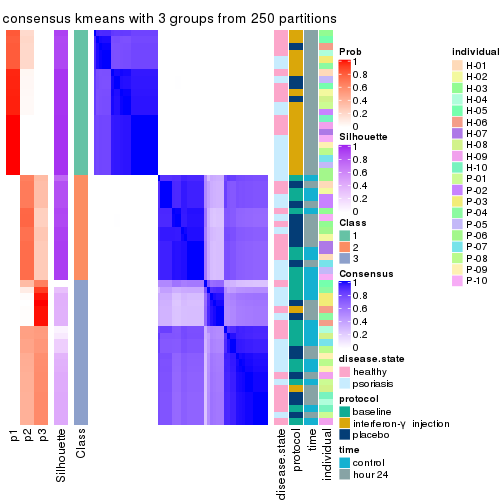 consensus kmeans with 3 groups from 250 partitions
Prob
1
0.8
0.6
0.4
0.2
0
Silhouette
1
0.8
0.6
0.4
0.2
0
Class
1
2
3
Consensus
1
0.8
0.6
0.4
0.2
0
disease.state
healthy
psoriasis
protocol
baseline
interferon-γ injection
placebo
time
control
hour 24
individual
H-01
H-02
H-03
H-04
H-05
H-06
H-07
H-08
H-09
H-10
P-01
P-02
P-03
P-04
P-05
P-06
P-07
P-08
P-09
P-10
p1
p2
p3
Silhouette
Class
disease.state
protocol
time
individual